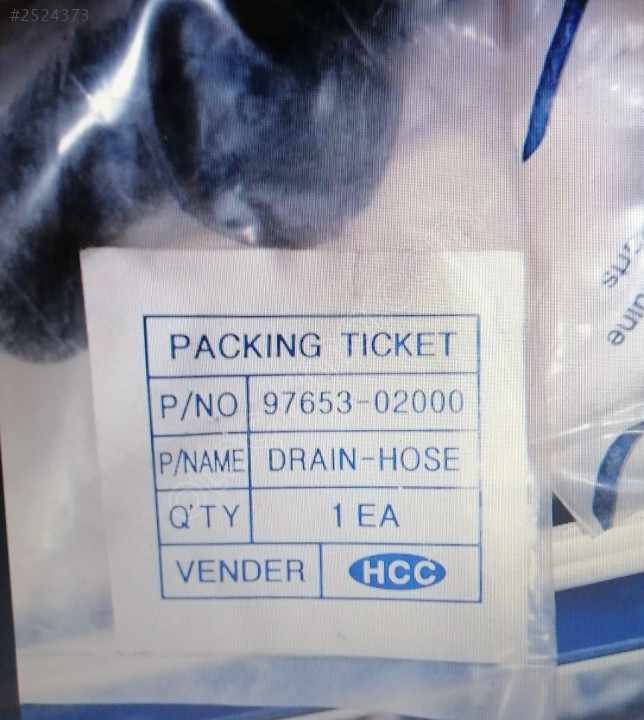 #2524373
PACKING TICKET
P/NO 97653-02000
P/NAME DRAIN-HOSE
Q'TY 1 EA
VENDER HCC